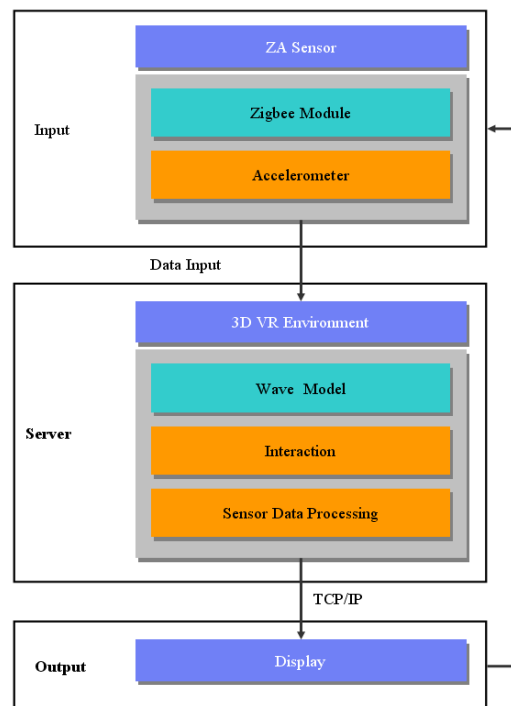 ZA Sensor
Input
Zigbee Module
Accelerometer
Data Input
3D VR Environment
Wave Model
Server
Interaction
Sensor Data Processing
TCP/IP
Output
Display